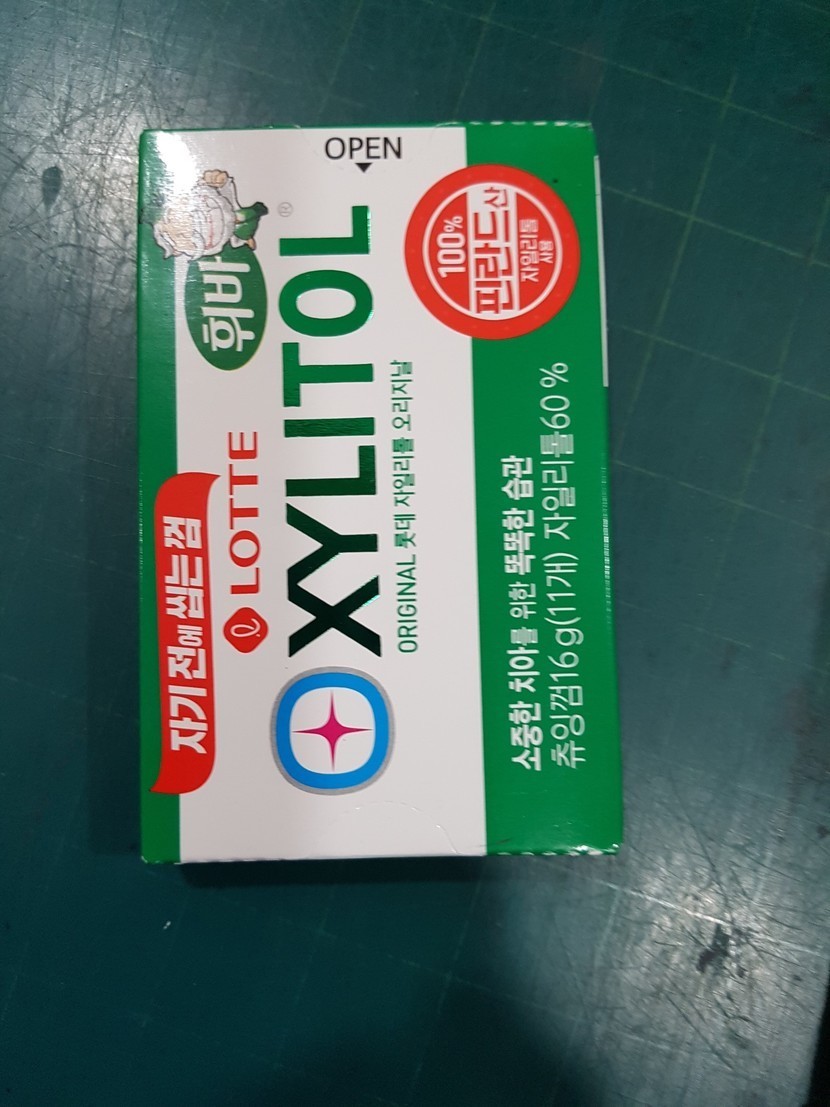 자기 전에 씹는 껌
휘바
LOTTE
XYLITOL®
ORIGINAL 롯데 자일리톨 오리지날
OPEN
100%
핀란드산
자일리톨
사용
소중한 치아를 위한 똑똑한 습관
츄잉껌16g(11개) 자일리톨60%